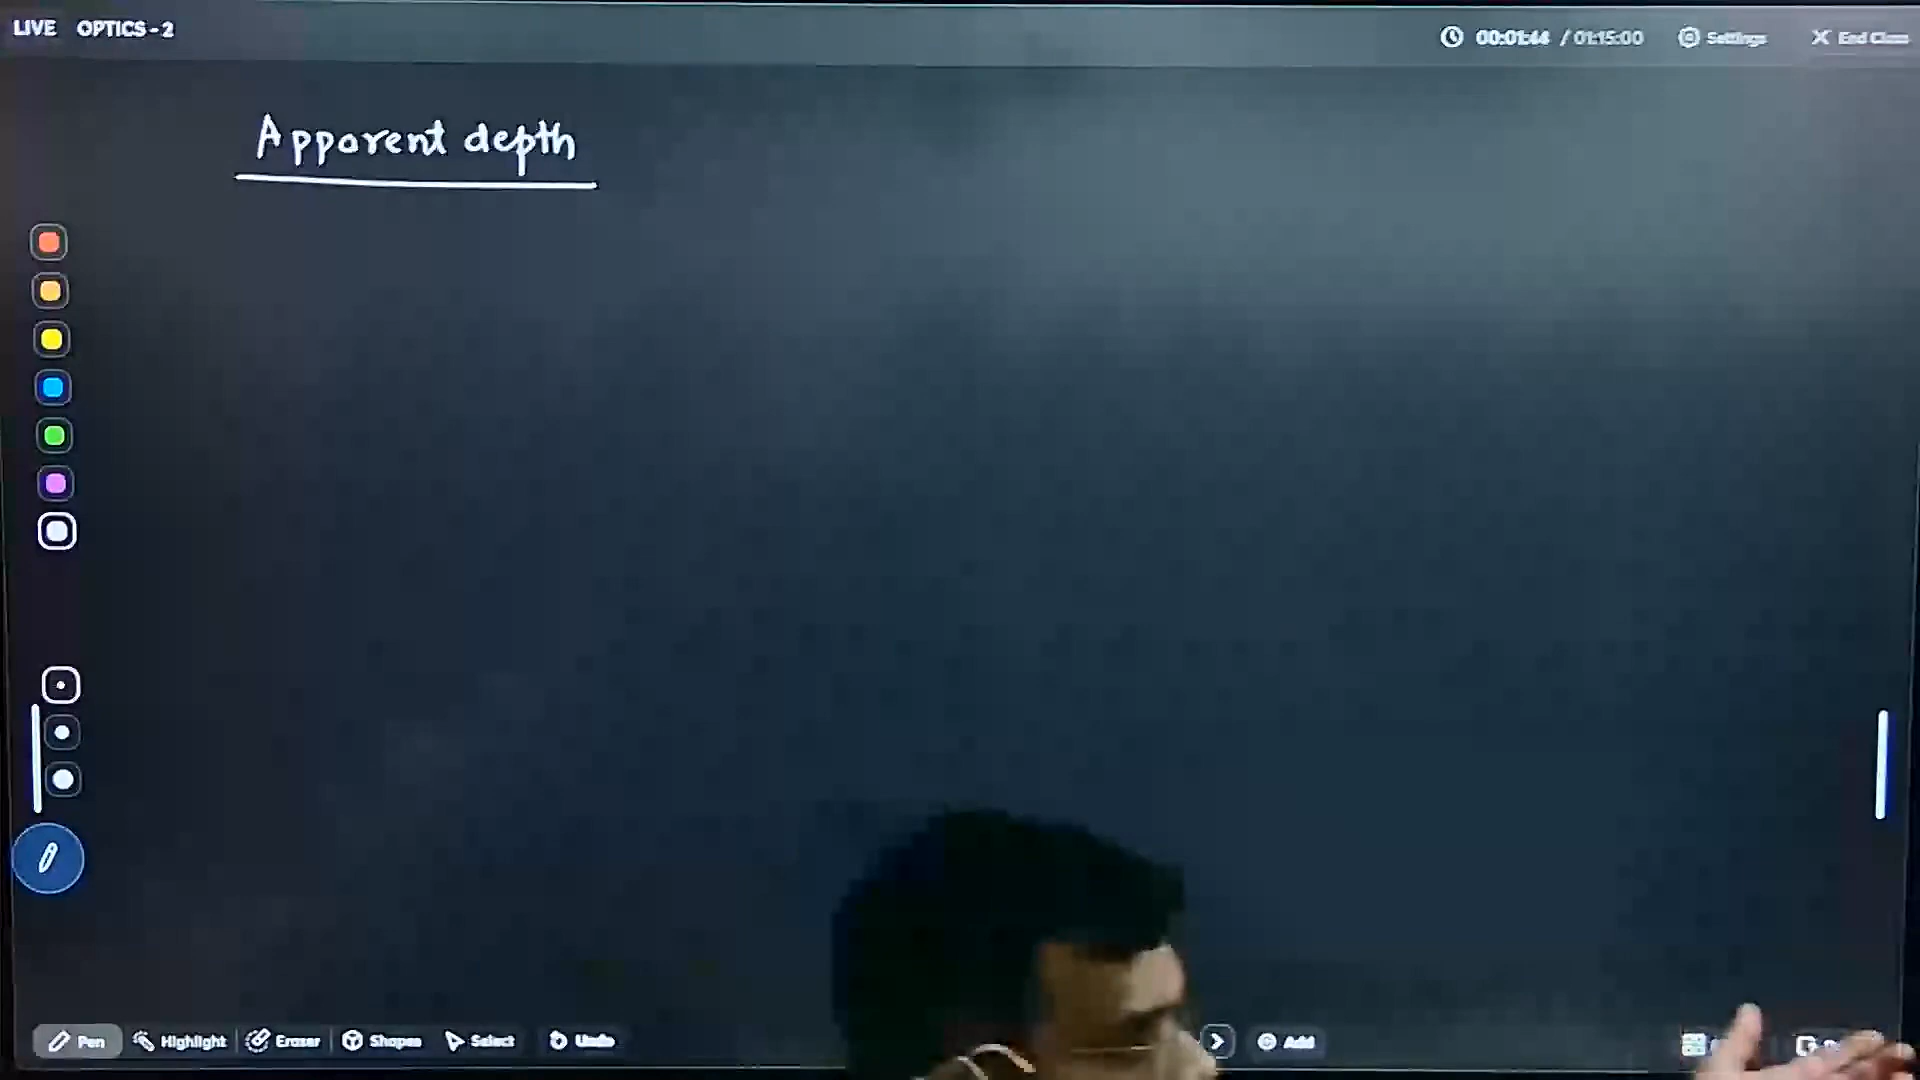 LIVE OPTICS - 2
00:01:44 / 01:15:00 Settings End Class
Apparent depth
Pen Highlight Eraser Shapes Select Undo Add